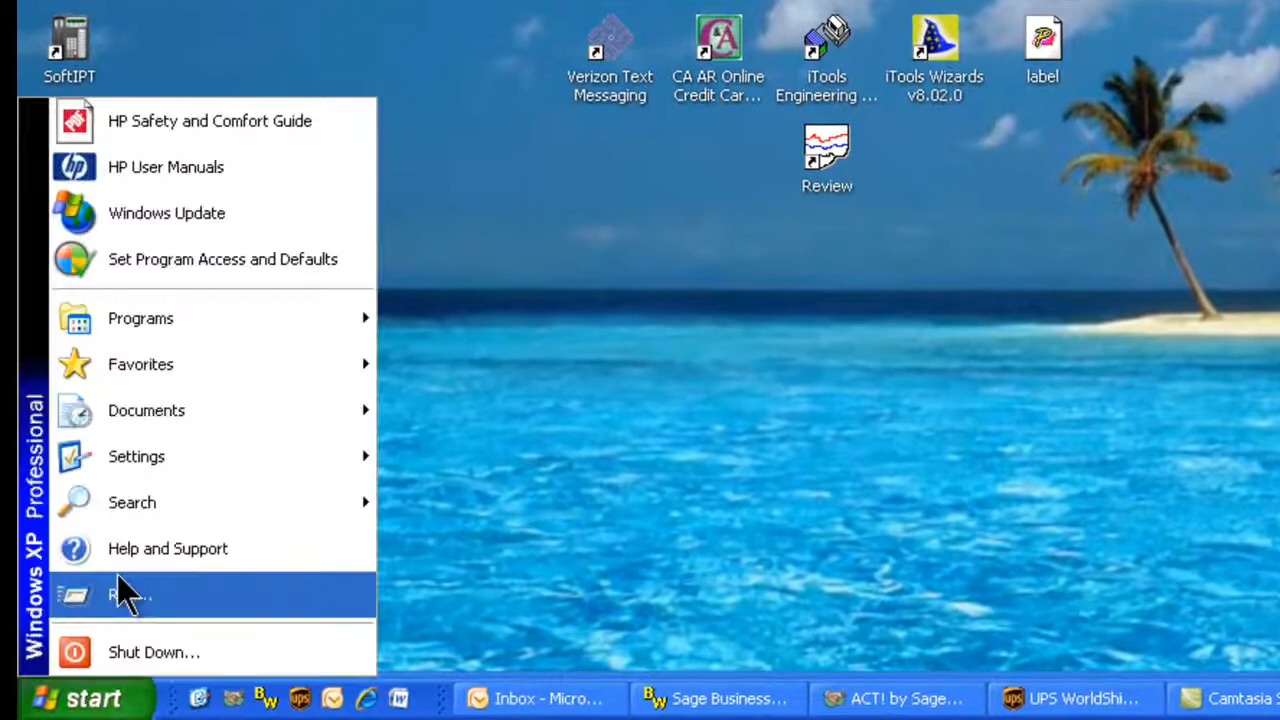 SoftIPT
Verizon Text
Messaging
CA AR Online
Credit Car...
iTools
Engineering ...
iTools Wizards
v8.02.0
label
Review
HP Safety and Comfort Guide
HP User Manuals
Windows Update
Set Program Access and Defaults
Programs
Favorites
Documents
Settings
Search
Help and Support
Shut Down...
Windows XP Professional
start
Inbox - Micro...
Sage Business...
ACT! by Sage...
UPS WorldShi...
Camtasia S